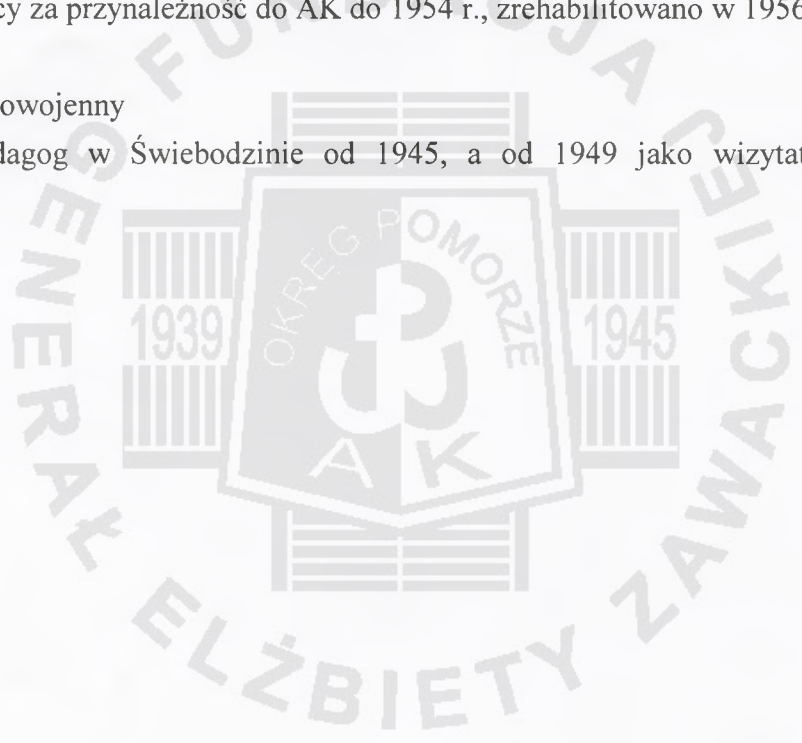 cy za przynależność do AK do 1954 r., zrehabilitowano w 1956
owojenny
dagog w Świebodzinie od 1945, a od 1949 jako wizytat
FUNDACJA
GENERAŁ ELŻBIETY ZAWACKIEJ
OKRĘG POMORZE
1939
1945
A K